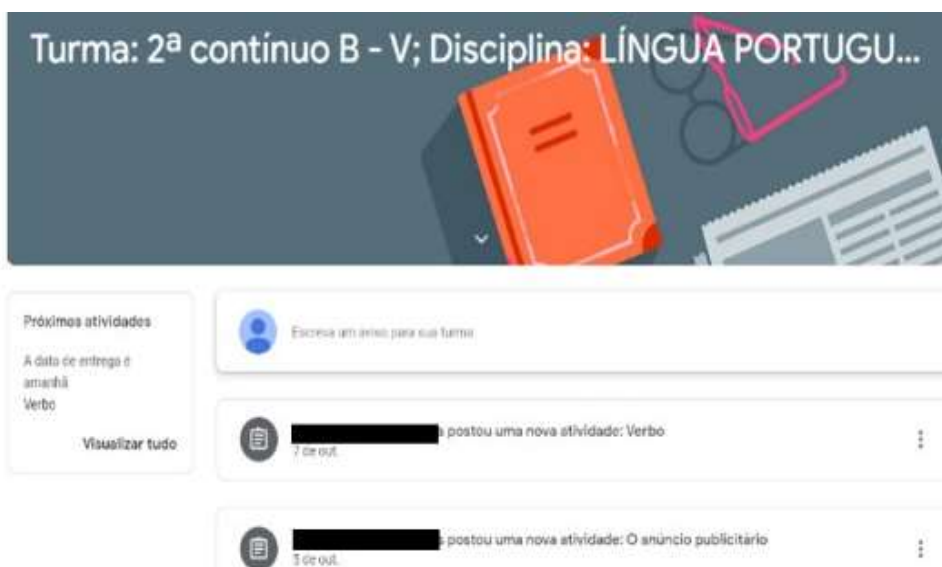 Turma: 2ª contínuo B - V; Disciplina: LÍNGUA PORTUGU...
Próximos atividades
A data de entrega é
amanhã
Verbo
Visualizar tudo
Escreva um aviso para sua turma
a postou uma nova atividade: Verbo
7 de out.
postou uma nova atividade: O anúncio publicitário
3 de out.